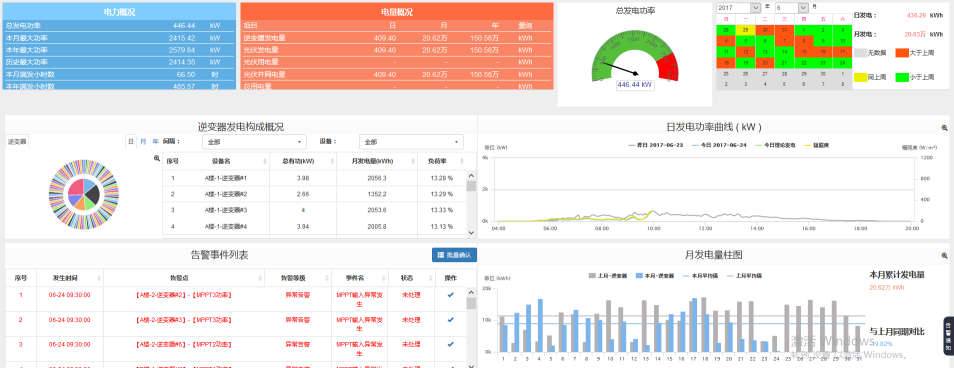 电力概况
总发电功率 446.44 kW
本月最大功率 2415.42 kW
本年最大功率 2579.84 kW
历史最大功率 2414.35 kW
本月满发小时数 66.50 时
本年满发小时数 485.57 时
电量概况
项目 日 月 年 量纲
逆变器发电量 409.40 20.62万 150.58万 kWh
光伏发电量 409.40 20.62万 150.58万 kWh
光伏用电量 - - - kWh
光伏并网电量 409.40 20.62万 150.58万 kWh
总用电量 - - - kWh
总发电功率
446.44 kW
2017 年 6 月
日 一 二 三 四 五 六
28 29 30 31 1 2 3
4 5 6 7 8 9 10
11 12 13 14 15 16 17
18 19 20 21 22 23 24
25 26 27 28 29 30 1
2 3 4 5 6 7 8
日发电： 436.26 kWh
月发电： 20.63万 kWh
无数据 大于上周
同上周 小于上周
逆变器发电构成概况
逆变器
日 月 年 间隔： 全部 设备： 全部
序号 设备名 总有功(kW) 月发电量(kWh) 负荷率
1 A楼-1-逆变器#1 3.98 2056.3 13.28 %
2 A楼-1-逆变器#2 2.66 1352.2 13.29 %
3 A楼-1-逆变器#3 4 2053.6 13.33 %
4 A楼-1-逆变器#4 3.94 2005.8 13.13 %
日发电功率曲线 ( kW )
单位 (kW)
昨日 2017-06-23 今日 2017-06-24 今日理论发电 辐照度
辐照度 (W/m²)
4k 1200
2k 800
400
0k 0
04:00 06:00 08:00 10:00 12:00 14:00 16:00 18:00 20:00
告警事件列表
批量确认
序号 发生时间 告警点 告警等级 事件名 状态 操作
1 06-24 09:30:00 【A楼-2-逆变器#2】-【MPPT3功率】 异常告警 MPPT输入异常发生 未处理
2 06-24 09:30:00 【A楼-2-逆变器#3】-【MPPT2功率】 异常告警 MPPT输入异常发生 未处理
3 06-24 09:30:00 【A楼-2-逆变器#6】-【MPPT2功率】 异常告警 MPPT输入异常发生 未处理
月发电量柱图
单位 (kWh)
上月-逆变器 本月-逆变器 本月平均值 上月平均值
20k
10k
0k
1 2 3 4 5 6 7 8 9 10 11 12 13 14 15 16 17 18 19 20 21 22 23 24 25 26 27 28 29 30 31
本月累计发电量
20.627万 kWh
与上月同期对比
激活 Windows
告警通知